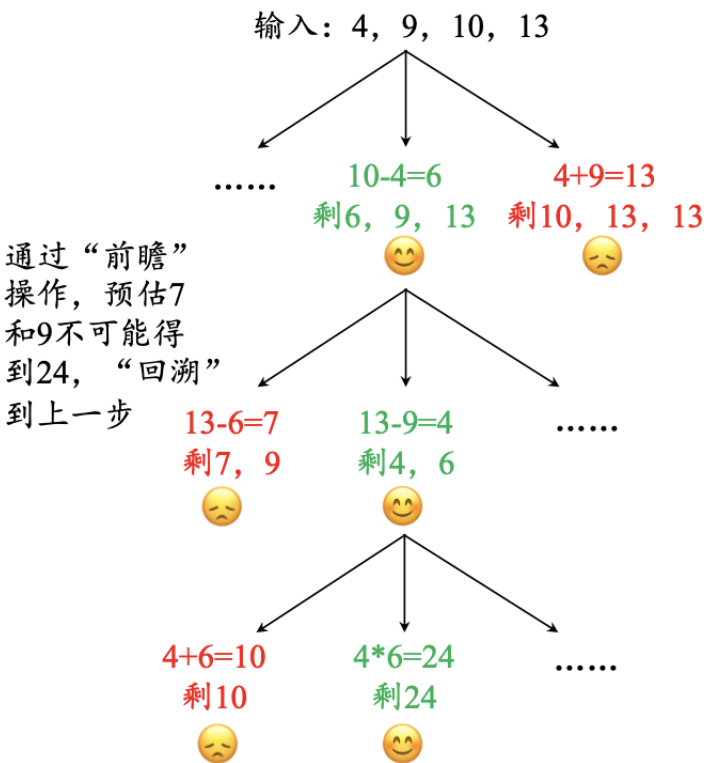 输入：4，9，10，13
……
10-4=6
剩6，9，13
4+9=13
剩10，13，13
通过“前瞻”
操作，预估7
和9不可能得
到24，“回溯”
到上一步
13-6=7
剩7，9
13-9=4
剩4，6
……
4+6=10
剩10
4*6=24
剩24
……